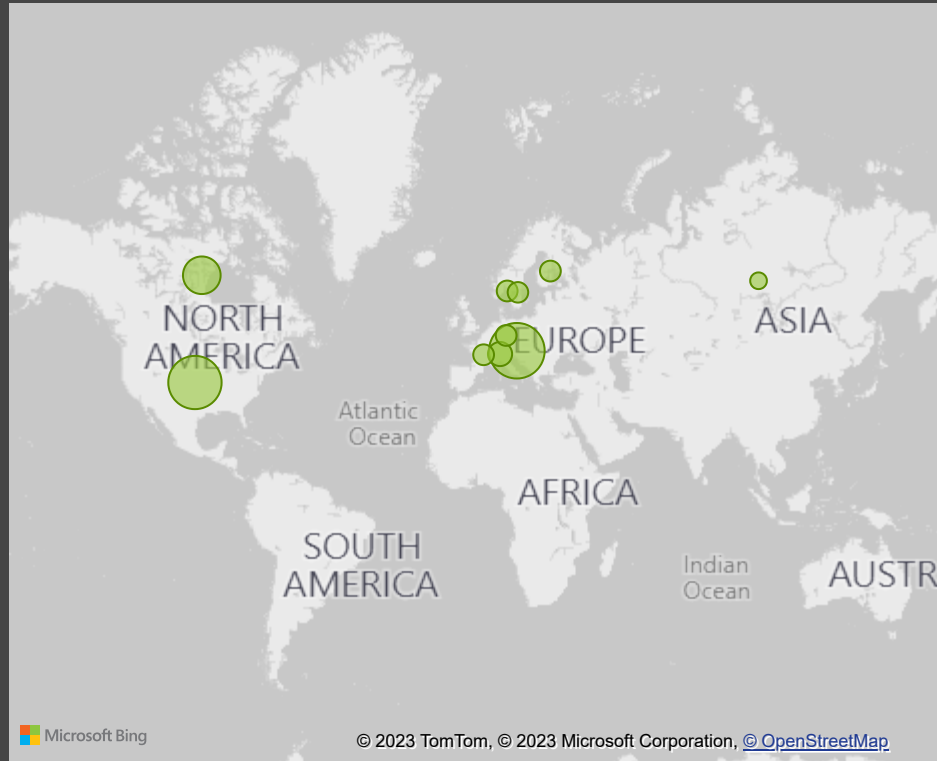 NORTH
AMERICA
EUROPE
ASIA
Atlantic
Ocean
AFRICA
SOUTH
AMERICA
Indian
Ocean
AUSTR
Microsoft Bing
© 2023 TomTom, © 2023 Microsoft Corporation, © OpenStreetMap